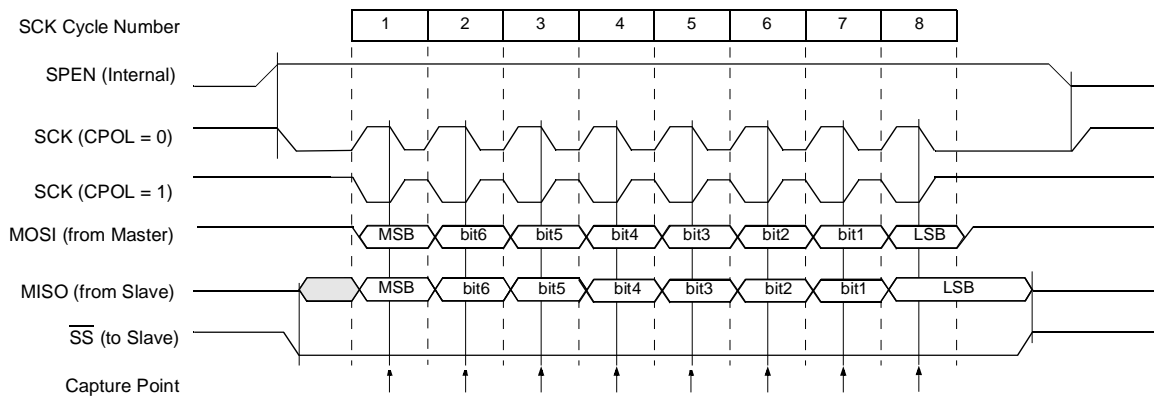 SCK Cycle Number 1 2 3 4 5 6 7 8
SPEN (Internal)
SCK (CPOL = 0)
SCK (CPOL = 1)
MOSI (from Master) MSB bit6 bit5 bit4 bit3 bit2 bit1 LSB
MISO (from Slave) MSB bit6 bit5 bit4 bit3 bit2 bit1 LSB
S̅S̅ (to Slave)
Capture Point